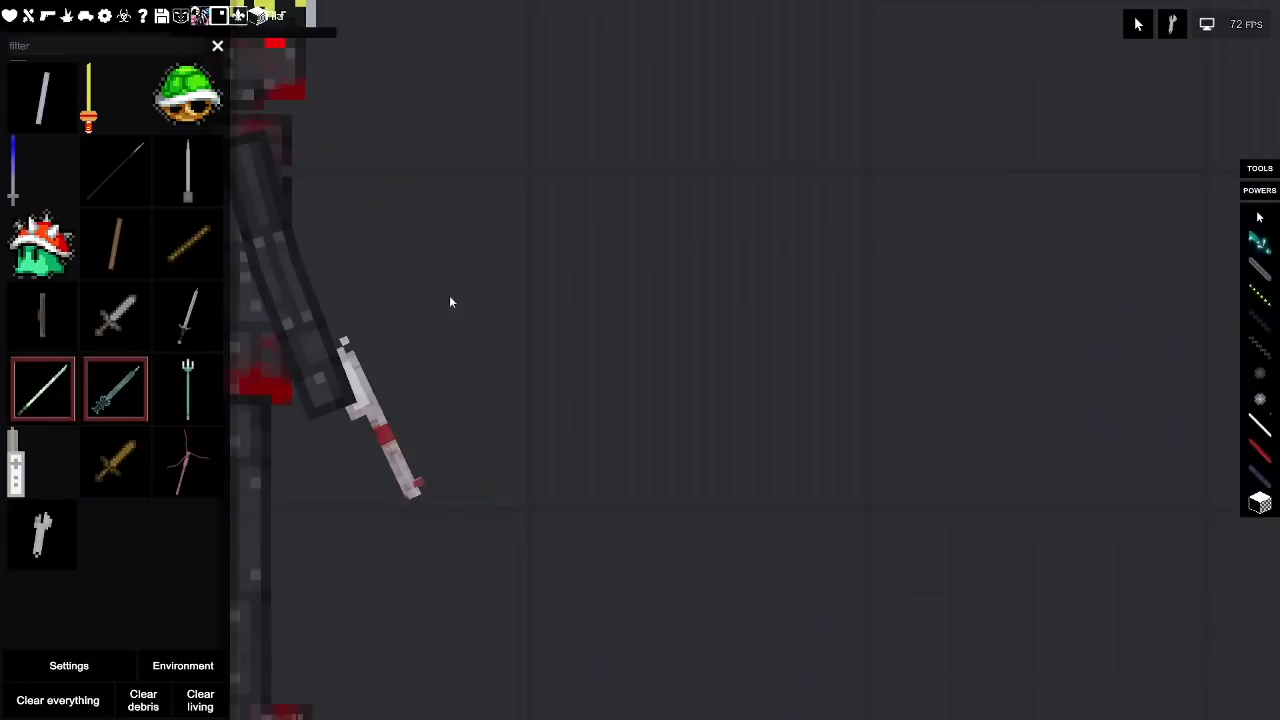 72 FPS
filter
TOOLS
POWERS
Settings
Environment
Clear everything
Clear debris
Clear living